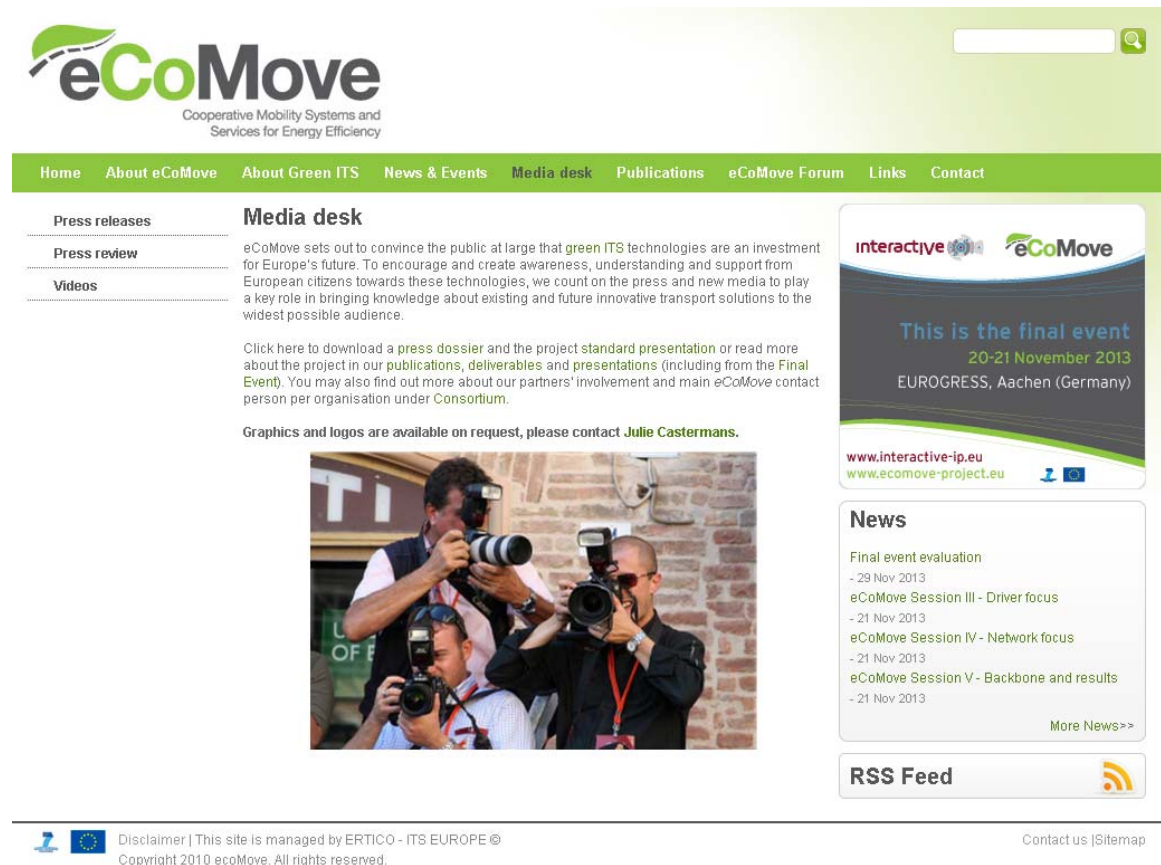 eCoMove
Cooperative Mobility Systems and
Services for Energy Efficiency
Home About eCoMove About Green ITS News & Events Media desk Publications eCoMove Forum Links Contact
Press releases
Press review
Videos
Media desk
eCoMove sets out to convince the public at large that green ITS technologies are an investment
for Europe's future. To encourage and create awareness, understanding and support from
European citizens towards these technologies, we count on the press and new media to play
a key role in bringing knowledge about existing and future innovative transport solutions to the
widest possible audience.
Click here to download a press dossier and the project standard presentation or read more
about the project in our publications, deliverables and presentations (including from the Final
Event). You may also find out more about our partners' involvement and main eCoMove contact
person per organisation under Consortium.
Graphics and logos are available on request, please contact Julie Castermans.
TI
OF
interactive eCoMove
This is the final event
20-21 November 2013
EUROGRESS, Aachen (Germany)
www.interactive-ip.eu
www.ecomove-project.eu
News
Final event evaluation
- 29 Nov 2013
eCoMove Session III - Driver focus
- 21 Nov 2013
eCoMove Session IV - Network focus
- 21 Nov 2013
eCoMove Session V - Backbone and results
- 21 Nov 2013
More News>>
RSS Feed
Disclaimer | This site is managed by ERTICO - ITS EUROPE ©
Copyright 2010 ecoMove. All rights reserved.
Contact us |Sitemap